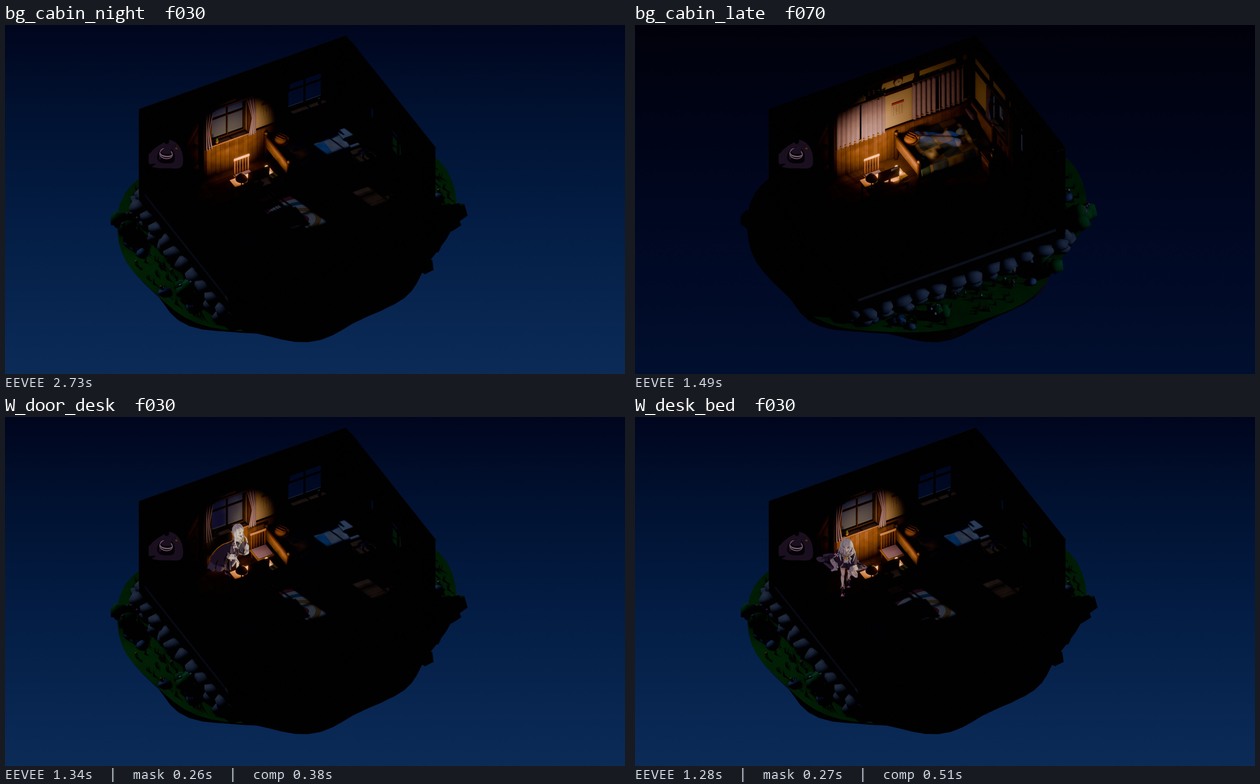 bg_cabin_night f030
bg_cabin_late f070
EEVEE 2.73s
EEVEE 1.49s
W_door_desk f030
W_desk_bed f030
EEVEE 1.34s | mask 0.26s | comp 0.38s
EEVEE 1.28s | mask 0.27s | comp 0.51s